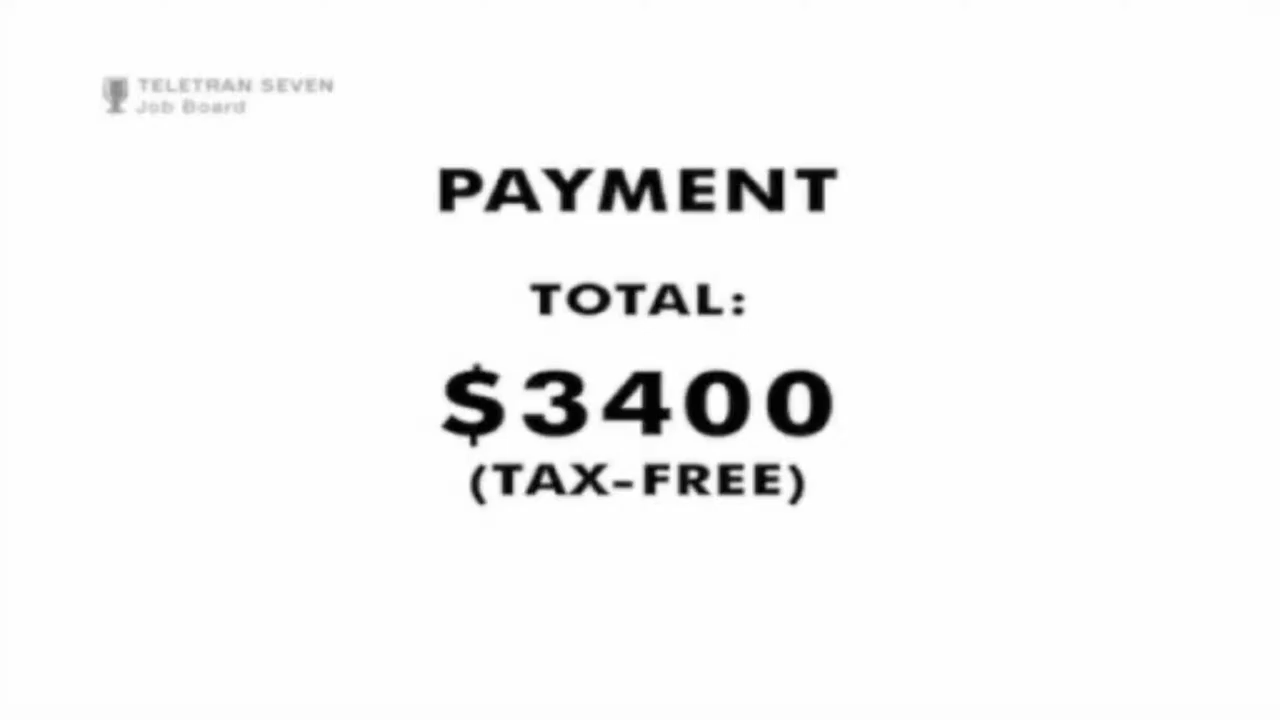 TELETRAN SEVEN
Job Board
PAYMENT
TOTAL:
$3400
(TAX-FREE)